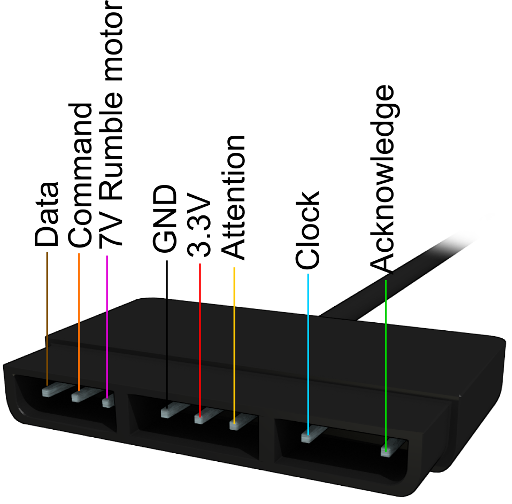 Data
Command
7V Rumble motor
GND
3.3V
Attention
Clock
Acknowledge